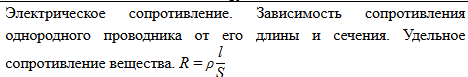 Электрическое сопротивление. Зависимость сопротивления
однородного проводника от его длины и сечения. Удельное
сопротивление вещества. R = ρ l/S